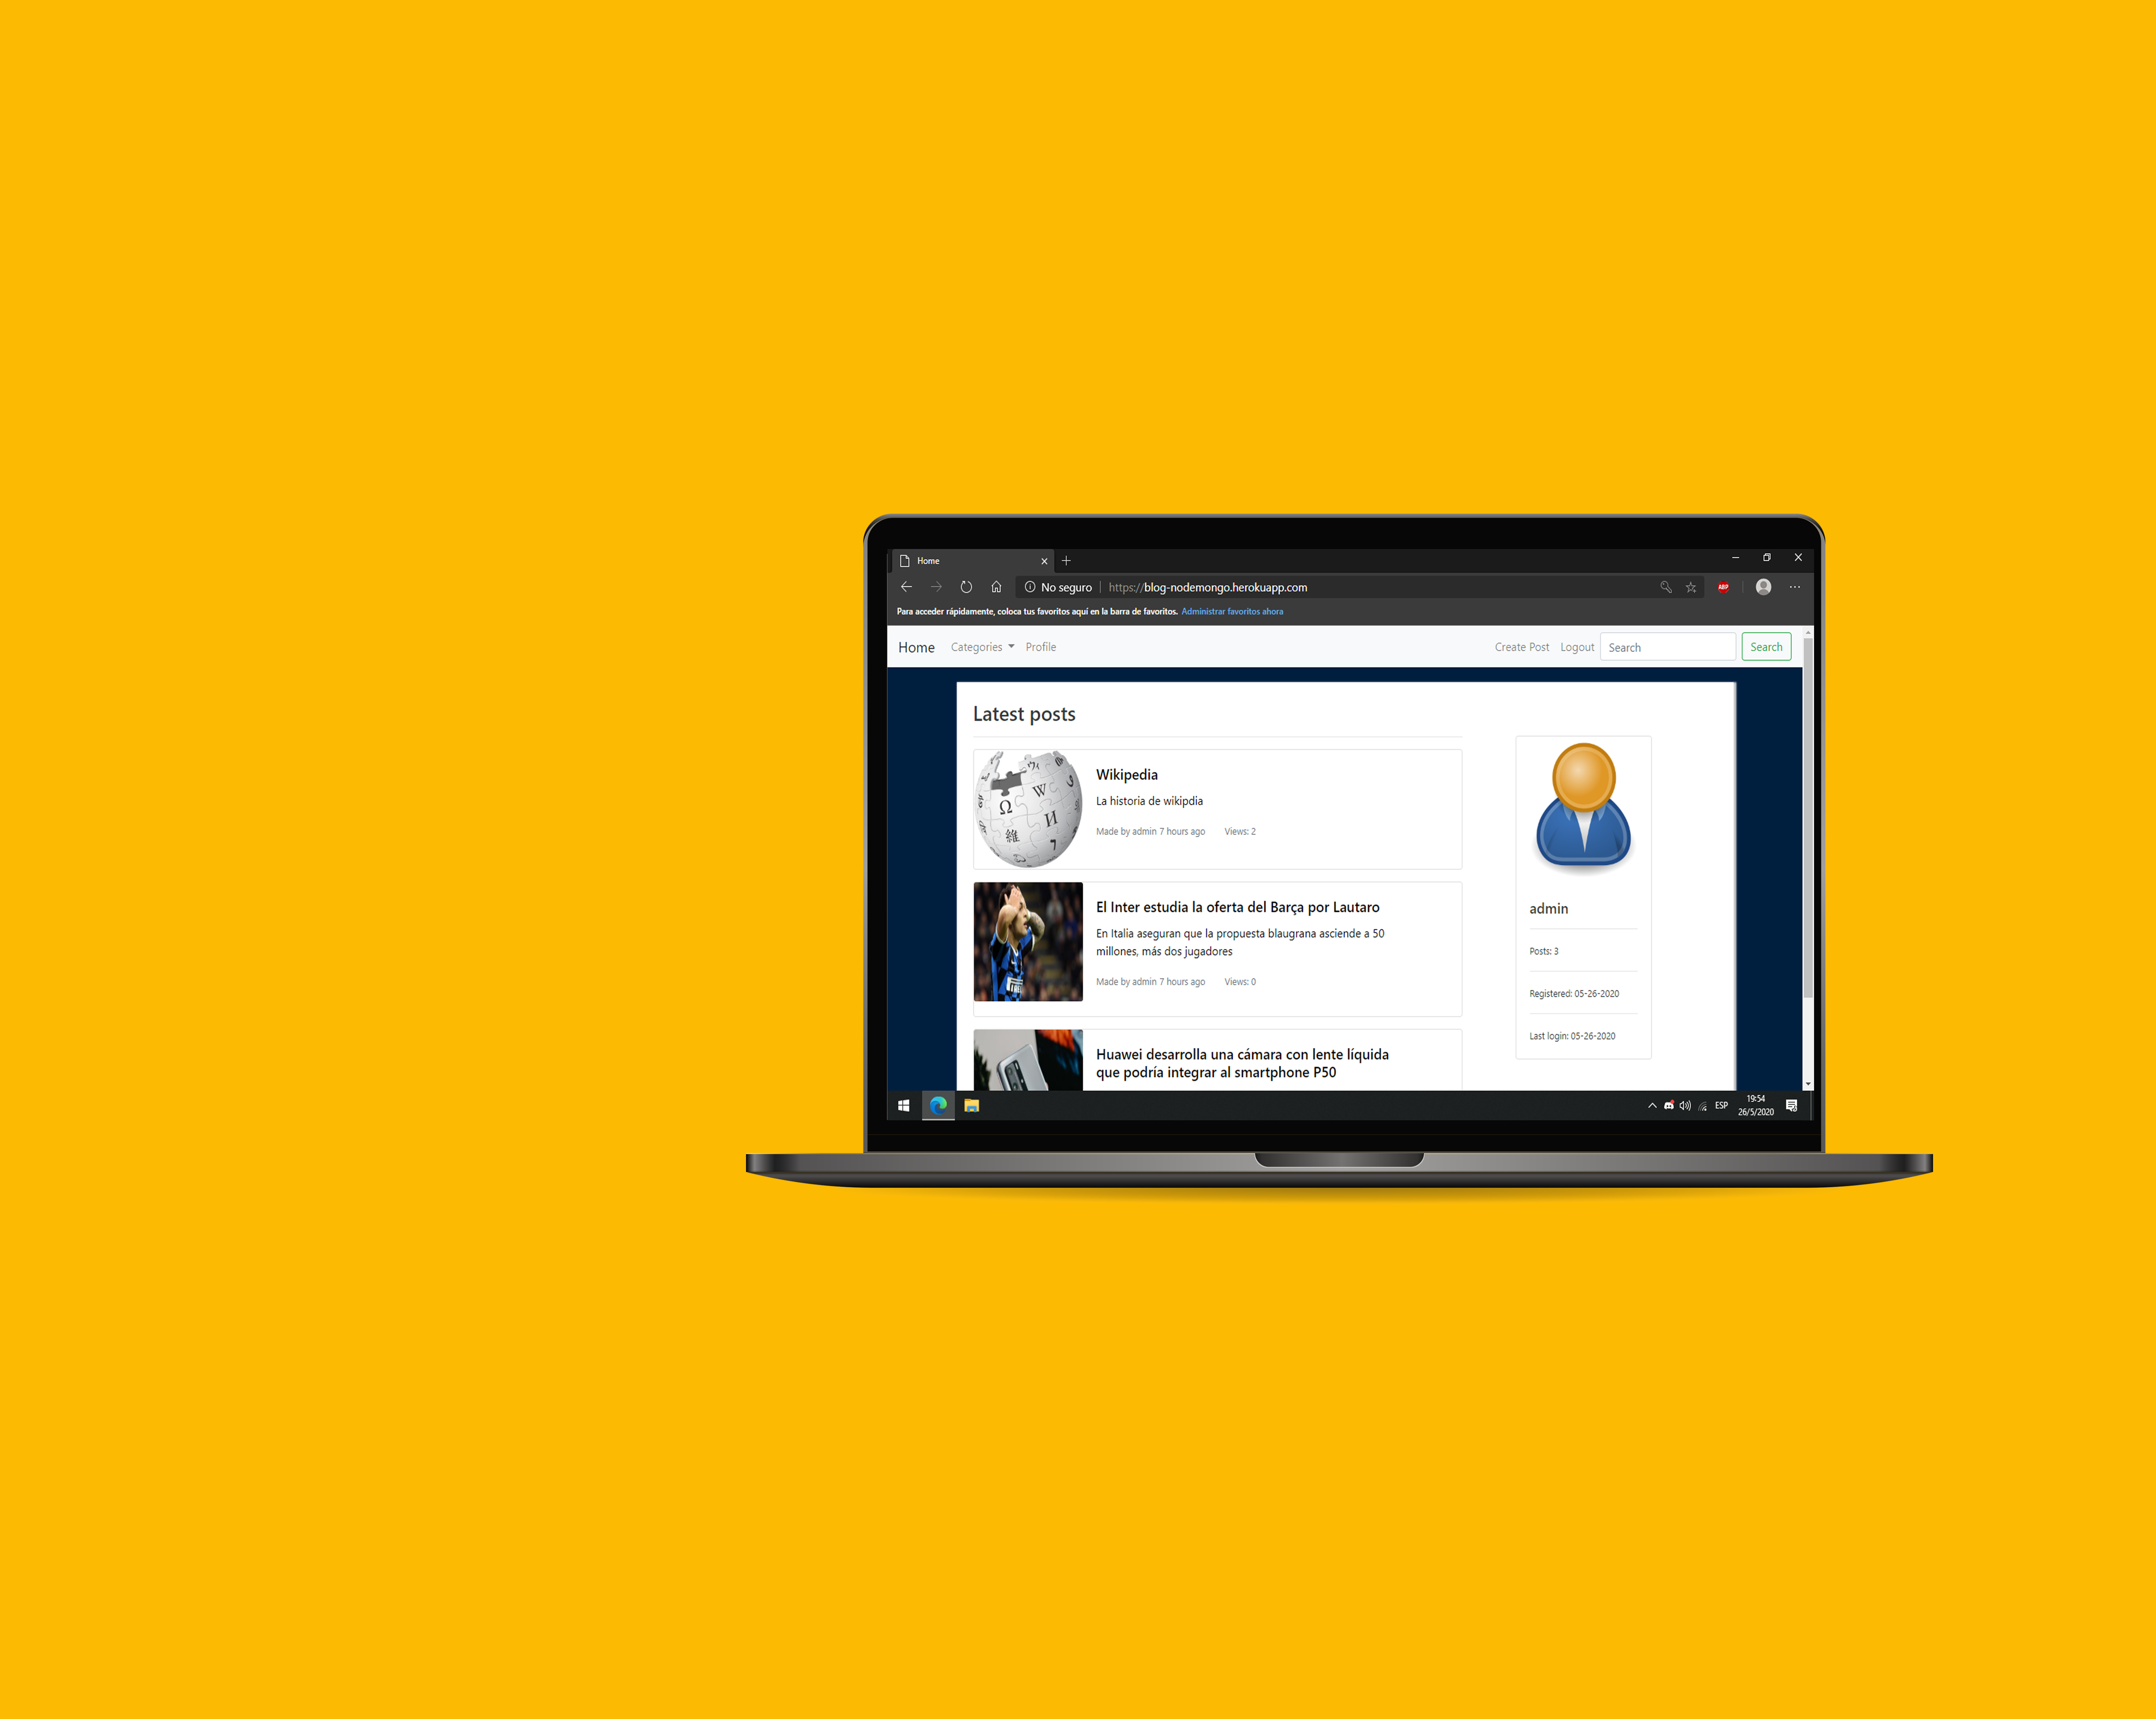 Home
No seguro
https://blog-nodemongo.herokuapp.com
ABP
Para acceder rápidamente, coloca tus favoritos aquí en la barra de favoritos. Administrar favoritos ahora
Home Categories Profile
Create Post Logout Search Search
Latest posts
Wikipedia
La historia de wikipdia
Made by admin 7 hours ago Views: 2
Ω W
維 И
7
El Inter estudia la oferta del Barça por Lautaro
En Italia aseguran que la propuesta blaugrana asciende a 50
millones, más dos jugadores
Made by admin 7 hours ago Views: 0
Huawei desarrolla una cámara con lente líquida
que podría integrar al smartphone P50
admin
Posts: 3
Registered: 05-26-2020
Last login: 05-26-2020
ESP
19:54
26/5/2020